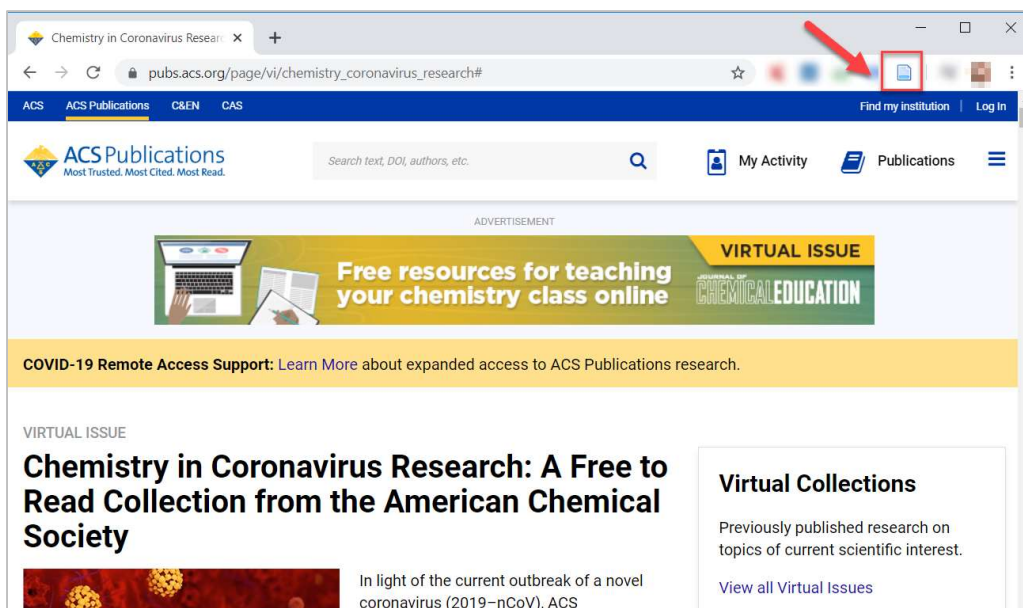 Chemistry in Coronavirus Resear
pubs.acs.org/page/vi/chemistry_coronavirus_research#
ACS ACS Publications C&EN CAS Find my institution Log In
ACS Publications
Most Trusted. Most Cited. Most Read.
Search text, DOI, authors, etc.
My Activity Publications
ADVERTISEMENT
Free resources for teaching
your chemistry class online
VIRTUAL ISSUE
JOURNAL OF
CHEMICALEDUCATION
COVID-19 Remote Access Support: Learn More about expanded access to ACS Publications research.
VIRTUAL ISSUE
Chemistry in Coronavirus Research: A Free to
Read Collection from the American Chemical
Society
In light of the current outbreak of a novel
coronavirus (2019–nCoV), ACS
Virtual Collections
Previously published research on
topics of current scientific interest.
View all Virtual Issues